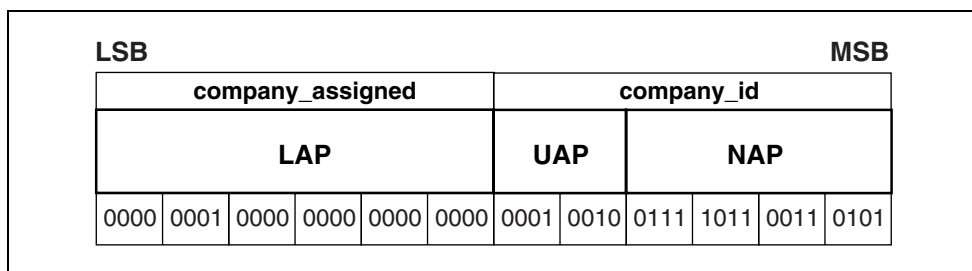 LSB MSB
company_assigned company_id
LAP UAP NAP
0000 0001 0000 0000 0000 0000 0001 0010 0111 1011 0011 0101